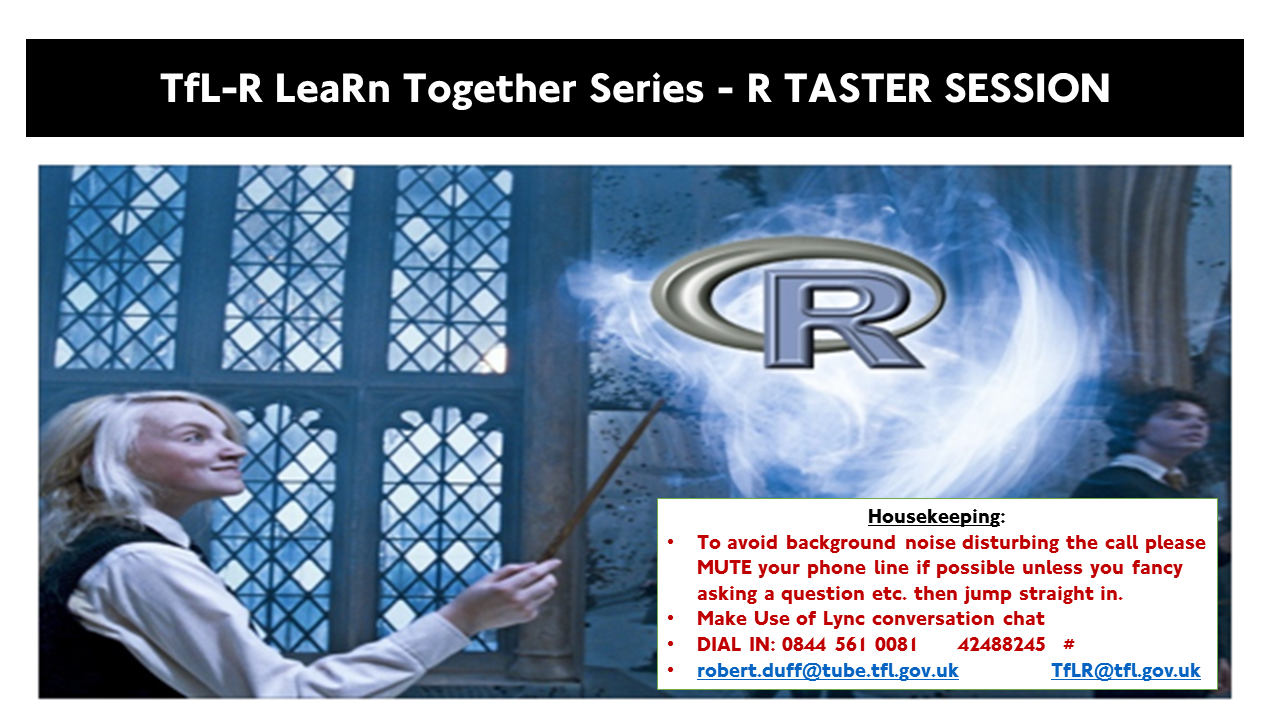 TfL-R LeaRn Together Series - R TASTER SESSION
R
Housekeeping:
• To avoid background noise disturbing the call please
MUTE your phone line if possible unless you fancy
asking a question etc. then jump straight in.
• Make Use of Lync conversation chat
• DIAL IN: 0844 561 0081 42488245 #
• robert.duff@tube.tfl.gov.uk TfLR@tfl.gov.uk